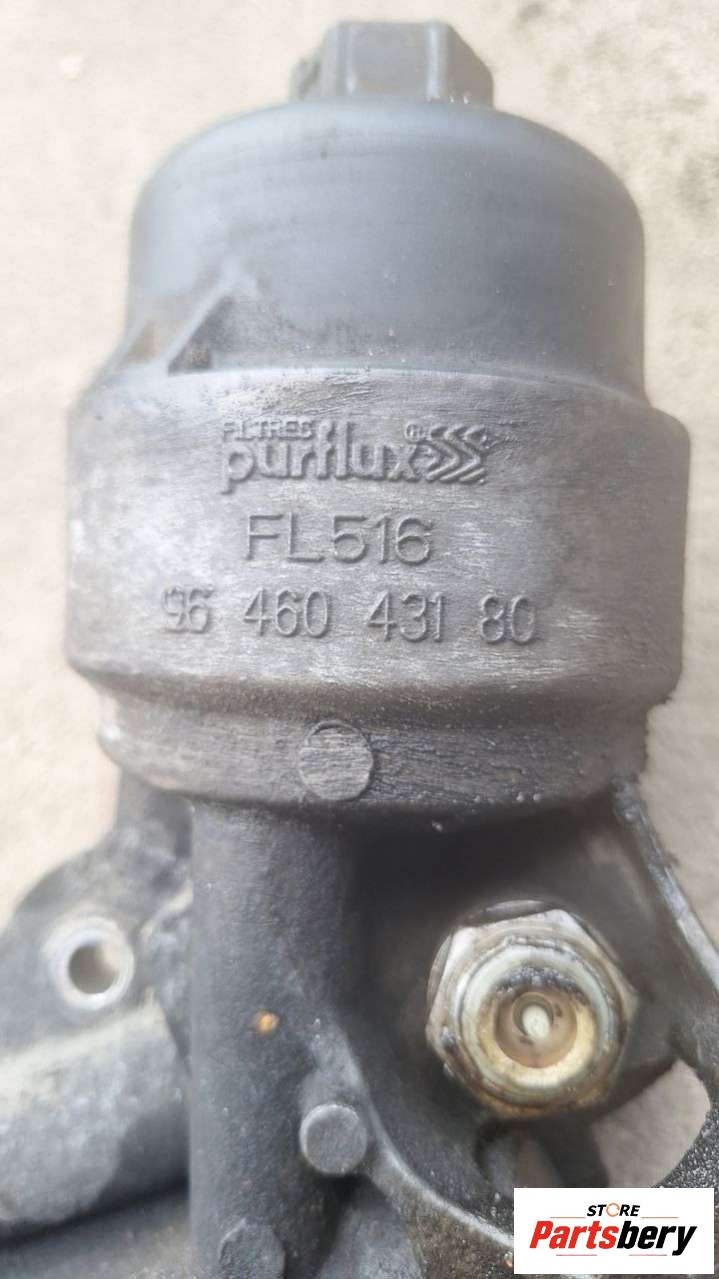 FILTRES
purflux®
FL516
96 460 431 80
STORE
Partsbery